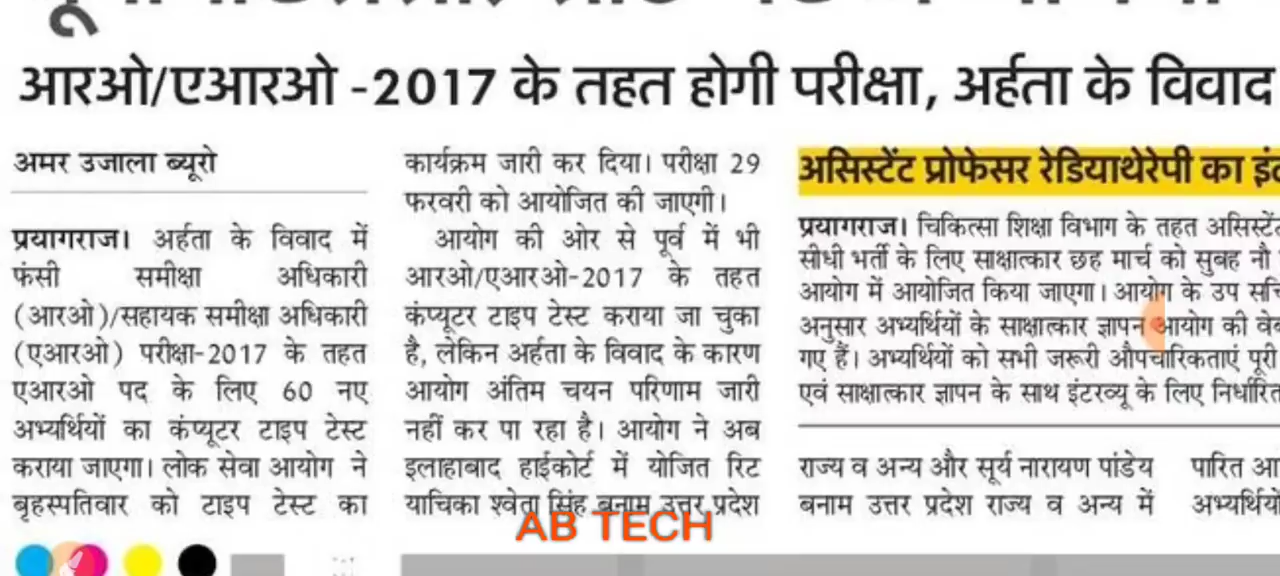 आरओ/एआरओ -2017 के तहत होगी परीक्षा, अर्हता के विवाद
अमर उजाला ब्यूरो
प्रयागराज। अर्हता के विवाद में
फंसी समीक्षा अधिकारी
(आरओ)/सहायक समीक्षा अधिकारी
(एआरओ) परीक्षा-2017 के तहत
एआरओ पद के लिए 60 नए
अभ्यर्थियों का कंप्यूटर टाइप टेस्ट
कराया जाएगा। लोक सेवा आयोग ने
बृहस्पतिवार को टाइप टेस्ट का
कार्यक्रम जारी कर दिया। परीक्षा 29
फरवरी को आयोजित की जाएगी।
आयोग की ओर से पूर्व में भी
आरओ/एआरओ-2017 के तहत
कंप्यूटर टाइप टेस्ट कराया जा चुका
है, लेकिन अर्हता के विवाद के कारण
आयोग अंतिम चयन परिणाम जारी
नहीं कर पा रहा है। आयोग ने अब
इलाहाबाद हाईकोर्ट में योजित रिट
याचिका श्वेता सिंह बनाम उत्तर प्रदेश
असिस्टेंट प्रोफेसर रेडियाथेरेपी का
प्रयागराज। चिकित्सा शिक्षा विभाग के तहत
सीधी भर्ती के लिए साक्षात्कार छह मार्च को सुबह नौ
आयोग में आयोजित किया जाएगा। आयोग के उप
अनुसार अभ्यर्थियों के साक्षात्कार ज्ञापन आयोग की
गए हैं। अभ्यर्थियों को सभी जरूरी औपचारिकताएं पूरी
एवं साक्षात्कार ज्ञापन के साथ इंटरव्यू के लिए निर्धारित
राज्य व अन्य और सूर्य नारायण पांडेय
बनाम उत्तर प्रदेश राज्य व अन्य में
पारित
AB TECH